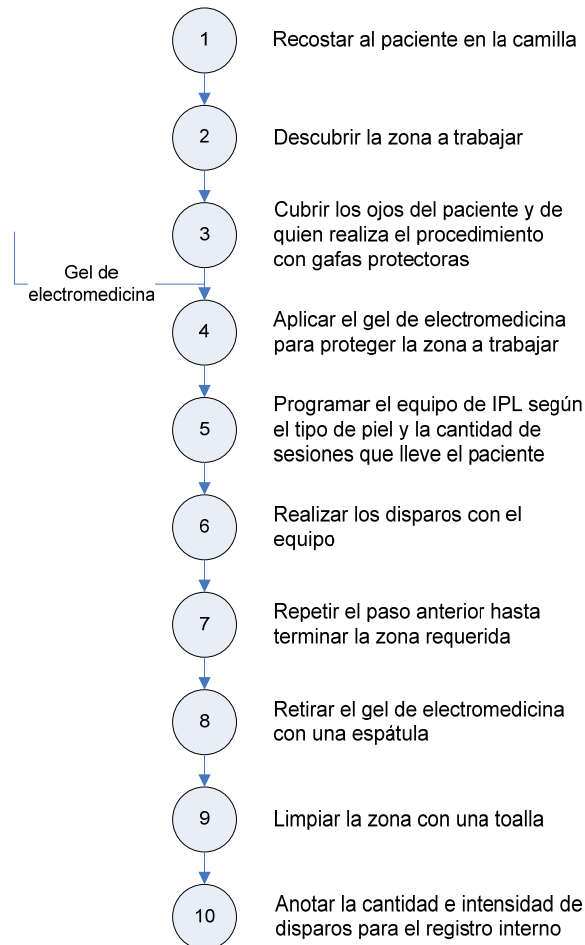 1
Recostar al paciente en la camilla
2
Descubrir la zona a trabajar
3
Cubrir los ojos del paciente y de
quien realiza el procedimiento
con gafas protectoras
Gel de
electromedicina
4
Aplicar el gel de electromedicina
para proteger la zona a trabajar
5
Programar el equipo de IPL según
el tipo de piel y la cantidad de
sesiones que lleve el paciente
6
Realizar los disparos con el
equipo
7
Repetir el paso anterior hasta
terminar la zona requerida
8
Retirar el gel de electromedicina
con una espátula
9
Limpiar la zona con una toalla
10
Anotar la cantidad e intensidad de
disparos para el registro interno